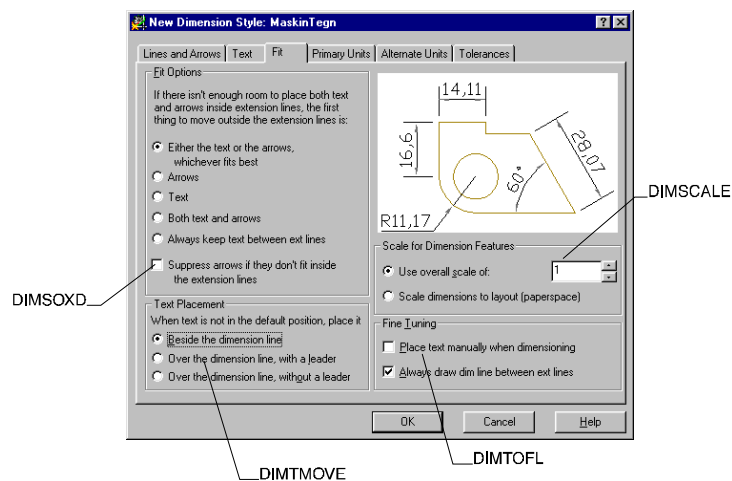 New Dimension Style: MaskinTegn
Lines and Arrows Text Fit Primary Units Alternate Units Tolerances
Fit Options
If there isn't enough room to place both text
and arrows inside extension lines, the first
thing to move outside the extension lines is:
Either the text or the arrows,
whichever fits best
Arrows
Text
Both text and arrows
Always keep text between ext lines
Suppress arrows if they don't fit inside
the extension lines
DIMSOXD
Text Placement
When text is not in the default position, place it
Beside the dimension line
Over the dimension line, with a leader
Over the dimension line, without a leader
14,11
16,6
28,07
60°
R11,17
DIMSCALE
Scale for Dimension Features
Use overall scale of: 1
Scale dimensions to layout (paperspace)
Fine Tuning
Place text manually when dimensioning
Always draw dim line between ext lines
OK Cancel Help
DIMTMOVE
DIMTOFL